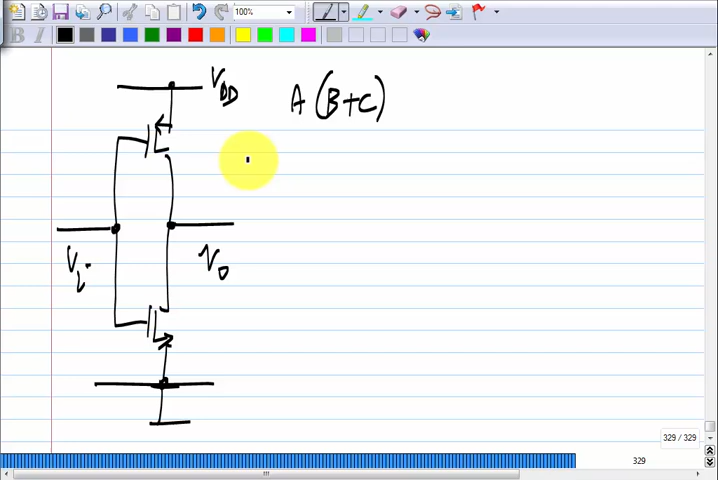 100%
B I
V_DD
A (B+C)
V_i
V_o
329 / 329
329